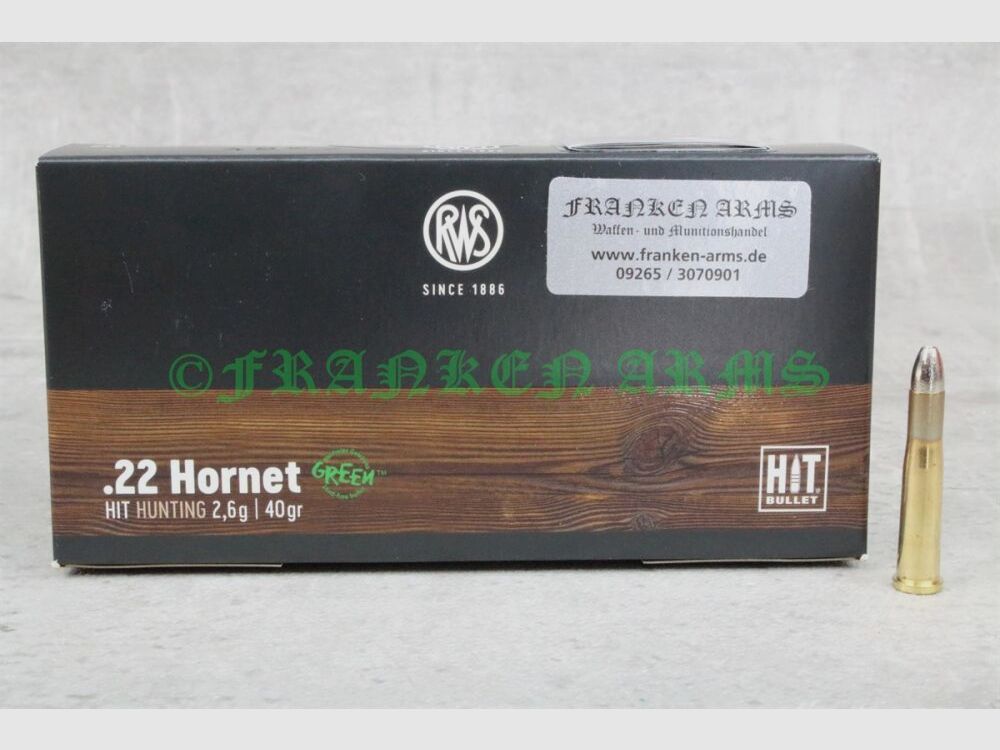 RWS
SINCE 1886
FRANKEN ARMS
Waffen- und Munitionshandel
www.franken-arms.de
09265 / 3070901
©FRANKEN ARMS
.22 Hornet
GREEN™
HIT HUNTING 2,6g | 40gr
HIT®
BULLET